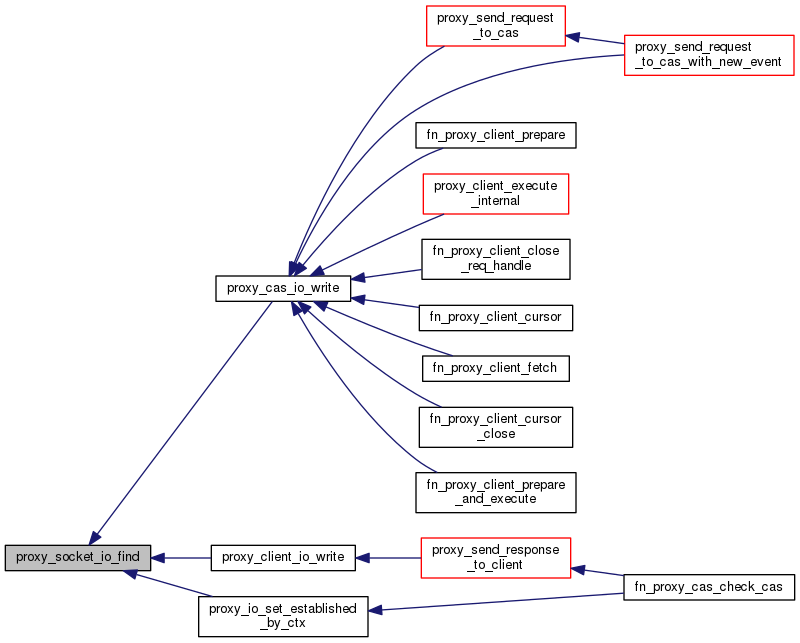 proxy_send_request
_to_cas
proxy_send_request
_to_cas_with_new_event
fn_proxy_client_prepare
proxy_client_execute
_internal
fn_proxy_client_close
_req_handle
proxy_cas_io_write
fn_proxy_client_cursor
fn_proxy_client_fetch
fn_proxy_client_cursor
_close
fn_proxy_client_prepare
_and_execute
proxy_socket_io_find
proxy_client_io_write
proxy_send_response
_to_client
fn_proxy_cas_check_cas
proxy_io_set_established
_by_ctx